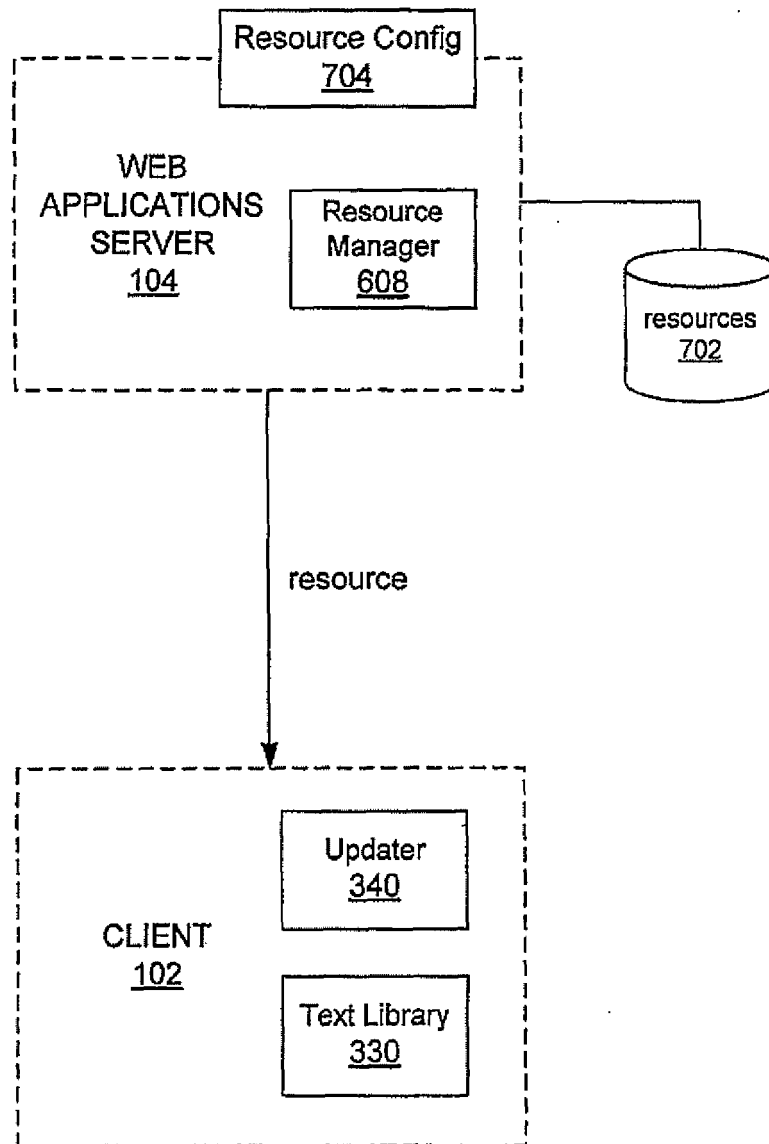 Resource Config
704
WEB
APPLICATIONS
SERVER
104
Resource
Manager
608
resources
702
resource
CLIENT
102
Updater
340
Text Library
330